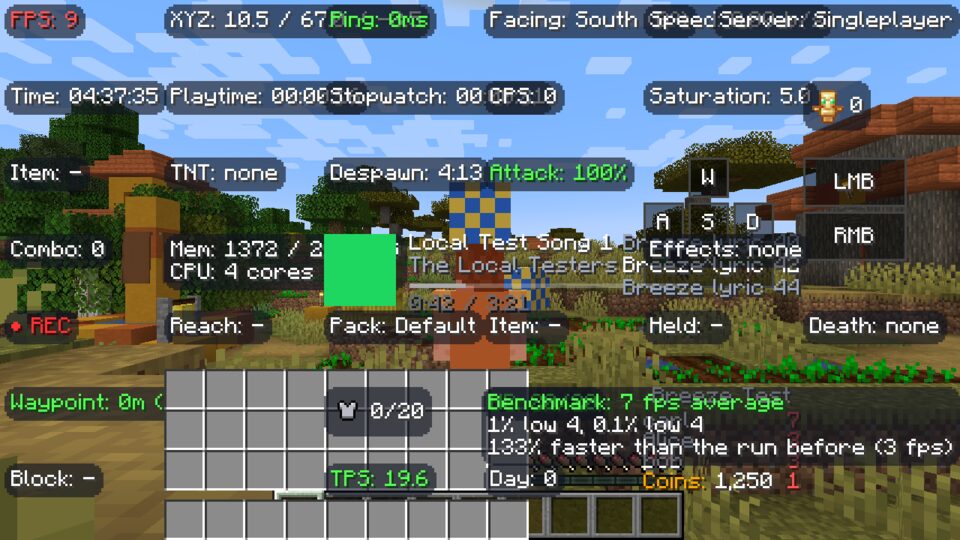 FPS: 9
XYZ: 10.5 / 67
Ping: 0ms
Facing: South
Speed
Server: Singleplayer
Time: 04:37:35
Playtime: 00:00
Stopwatch: 00
CPS: 0
Saturation: 5.0
0
Item: -
TNT: none
Despawn: 4:13
Attack: 100%
W
LMB
A S D
RMB
Combo: 0
Mem: 1372 / 2
CPU: 4 cores
Local Test Song 1
The Local Testers
0:42 / 3:21
Effects: none
Breeze lyric 42
Breeze lyric 44
• REC
Reach: -
Pack: Default
Item: -
Held: -
Death: none
Waypoint: 0m (
0/20
Breeze Test
Benchmark: 7 fps average
1% low 4, 0.1% low 4
133% faster than the run before (3 fps)
Block: -
TPS: 19.6
Day: 0
Coins: 1,250
1